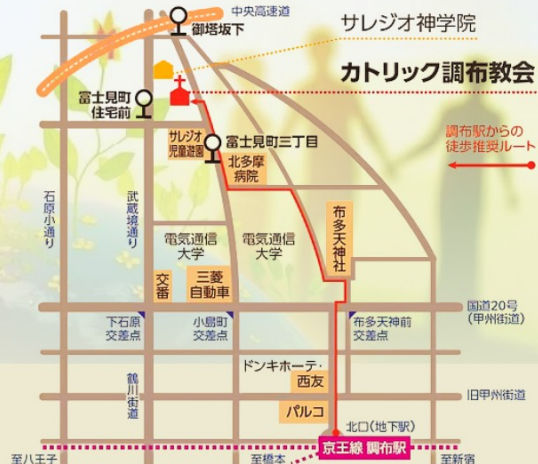 中央高速道
御塔坂下
サレジオ神学院
カトリック調布教会
富士見町
住宅前
調布駅からの
徒歩推奨ルート
サレジオ
児童遊園
富士見町三丁目
北多摩
病院
石原小通り
武蔵境通り
布多天神社
電気通信
大学
電気通信
大学
交番
三菱
自動車
国道20号
(甲州街道)
下石原
交差点
小島町
交差点
布多天神前
交差点
ドンキホーテ・
西友
鶴川街道
旧甲州街道
パルコ
北口(地下駅)
京王線 調布駅
至八王子
至橋本
至新宿